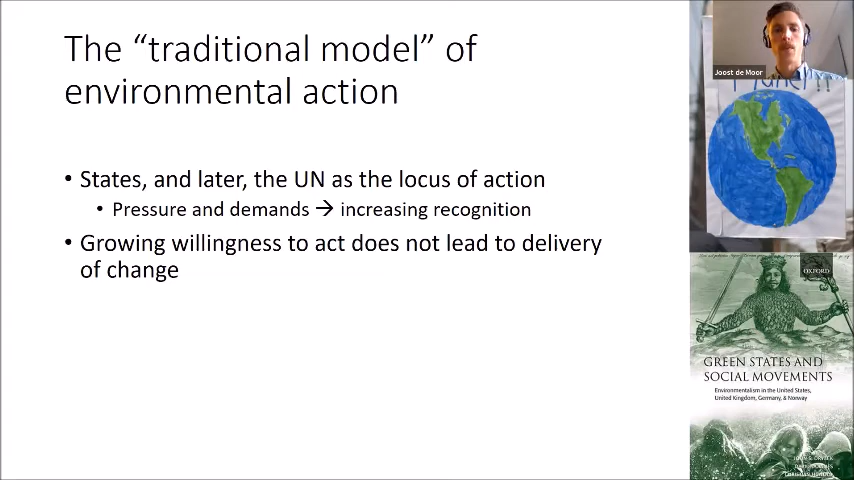 The “traditional model” of
environmental action
• States, and later, the UN as the locus of action
• Pressure and demands → increasing recognition
• Growing willingness to act does not lead to delivery
of change
Joost de Moor
OXFORD
GREEN STATES AND
SOCIAL MOVEMENTS
Environmentalism in the United States,
United Kingdom, Germany, & Norway